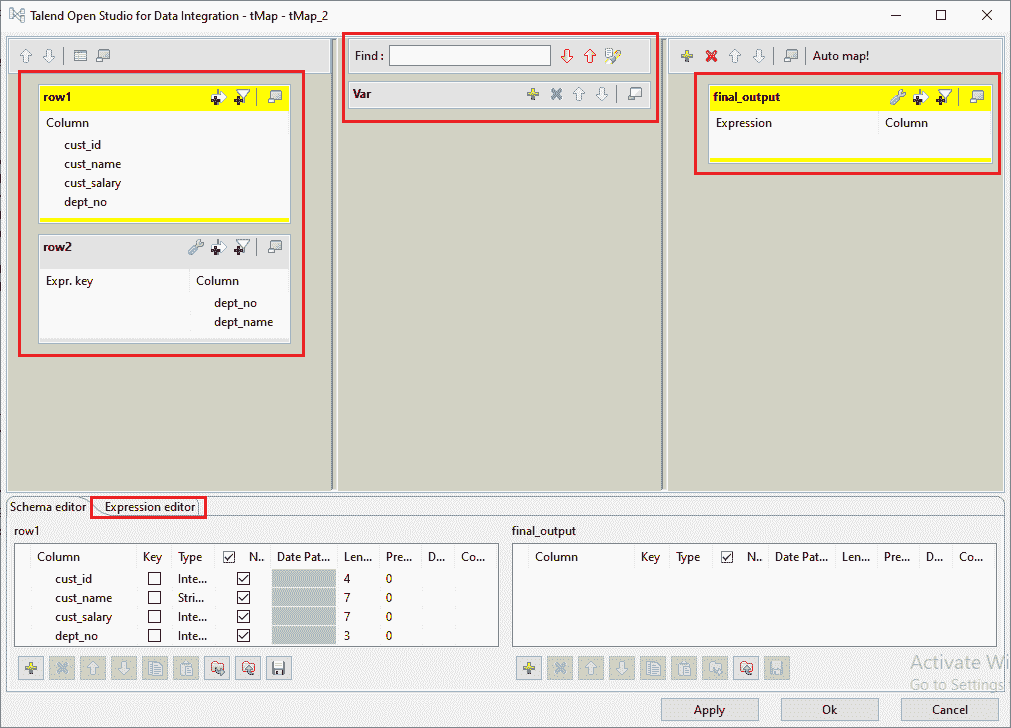 Talend Open Studio for Data Integration - tMap - tMap_2
Find :
Auto map!
row1
Column
cust_id
cust_name
cust_salary
dept_no
Var
final_output
Expression Column
row2
Expr. key Column
dept_no
dept_name
Schema editor Expression editor
row1
Column Key Type N.. Date Pat... Len... Pre... D... Co...
cust_id Inte... 4 0
cust_name Stri... 7 0
cust_salary Inte... 7 0
dept_no Inte... 3 0
final_output
Column Key Type N.. Date Pat... Len... Pre... D... Co...
Activate Wi
Go to Settings
Apply Ok Cancel